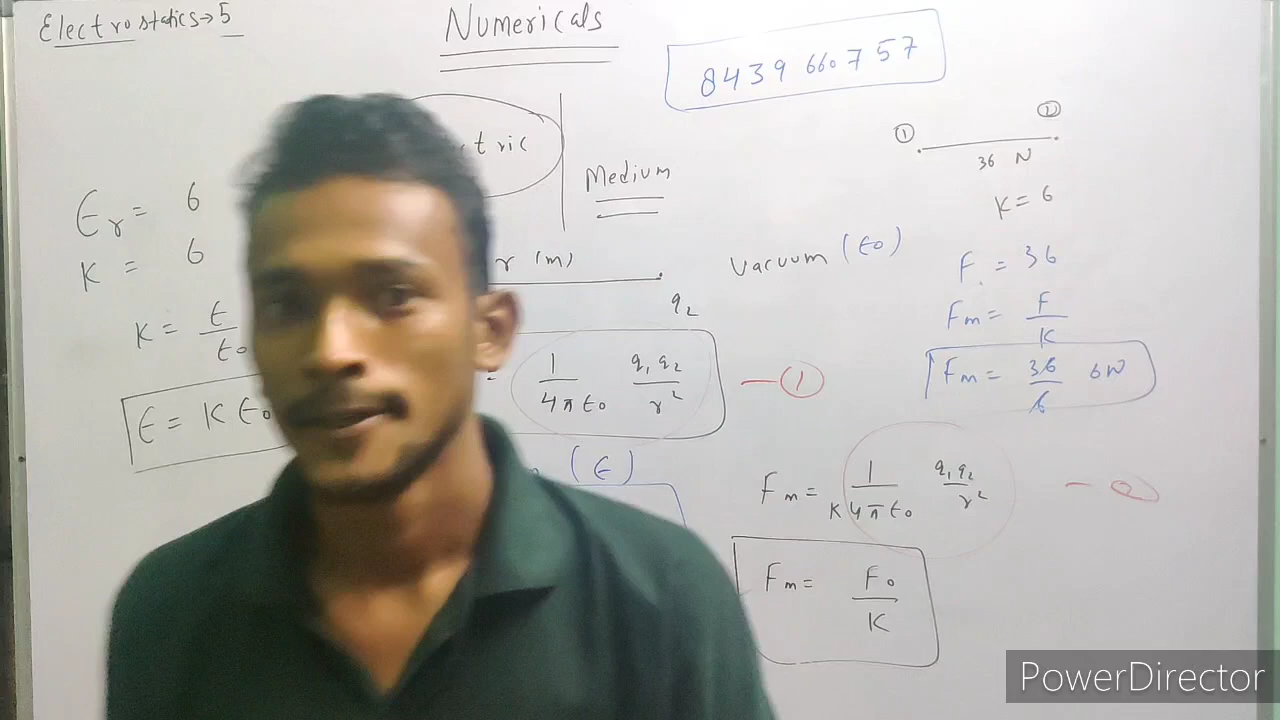 Electrostatics→5
Numericals
8439 660 757
tric
Medium
① ②
36 N
K = 6
εr = 6
K = 6
K = ε/ε0
ε = K ε0
r (m)
q2
Vacuum (ε0)
F = 36
Fm = F/K
Fm = 36/6 6N
1/4πε0 q1q2/r² — ①
(ε)
Fm = 1/K4πε0 q1q2/r² — ②
Fm = F0/K
PowerDirector